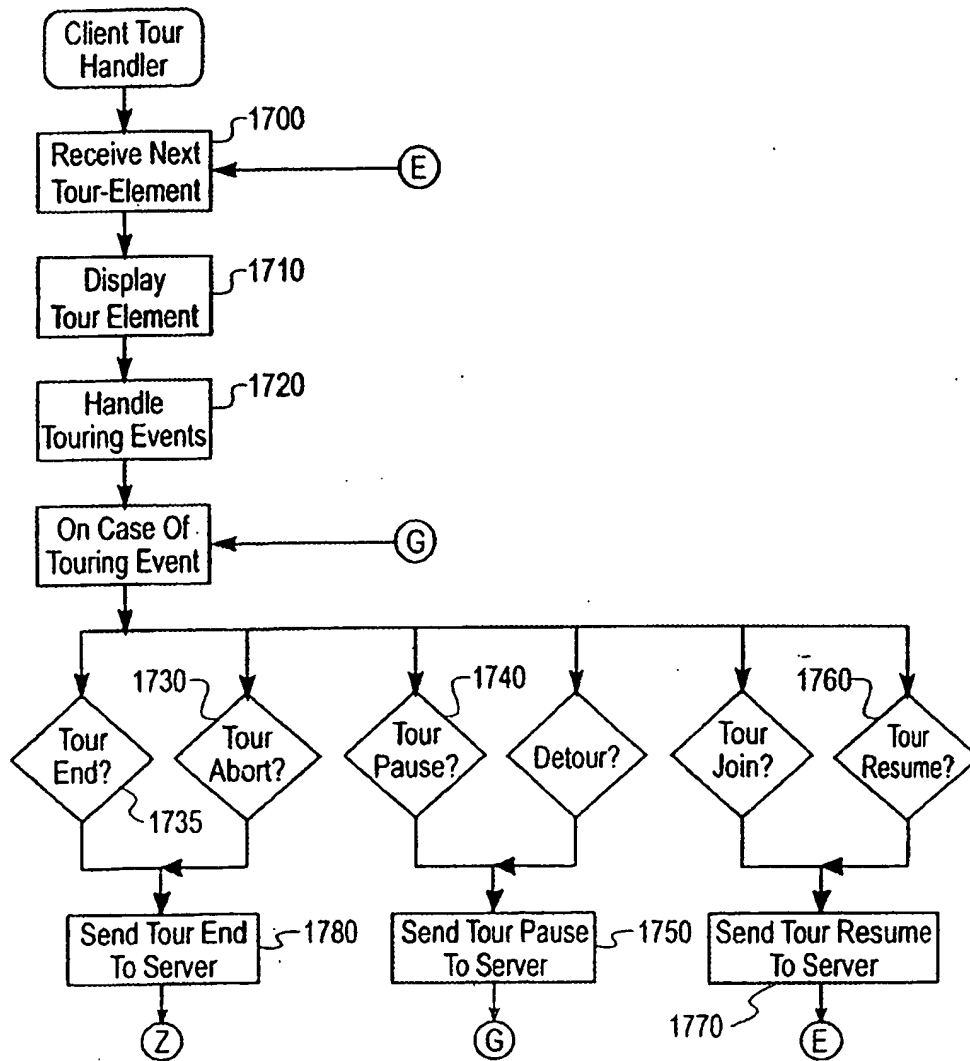 Client Tour
Handler
1700
Receive Next
Tour-Element
E
1710
Display
Tour Element
1720
Handle
Touring Events
On Case Of
Touring Event
G
1730
1740
1760
Tour
End?
Tour
Abort?
Tour
Pause?
Detour?
Tour
Join?
Tour
Resume?
1735
Send Tour End
To Server
1780
Send Tour Pause
To Server
1750
Send Tour Resume
To Server
1770
Z
G
E